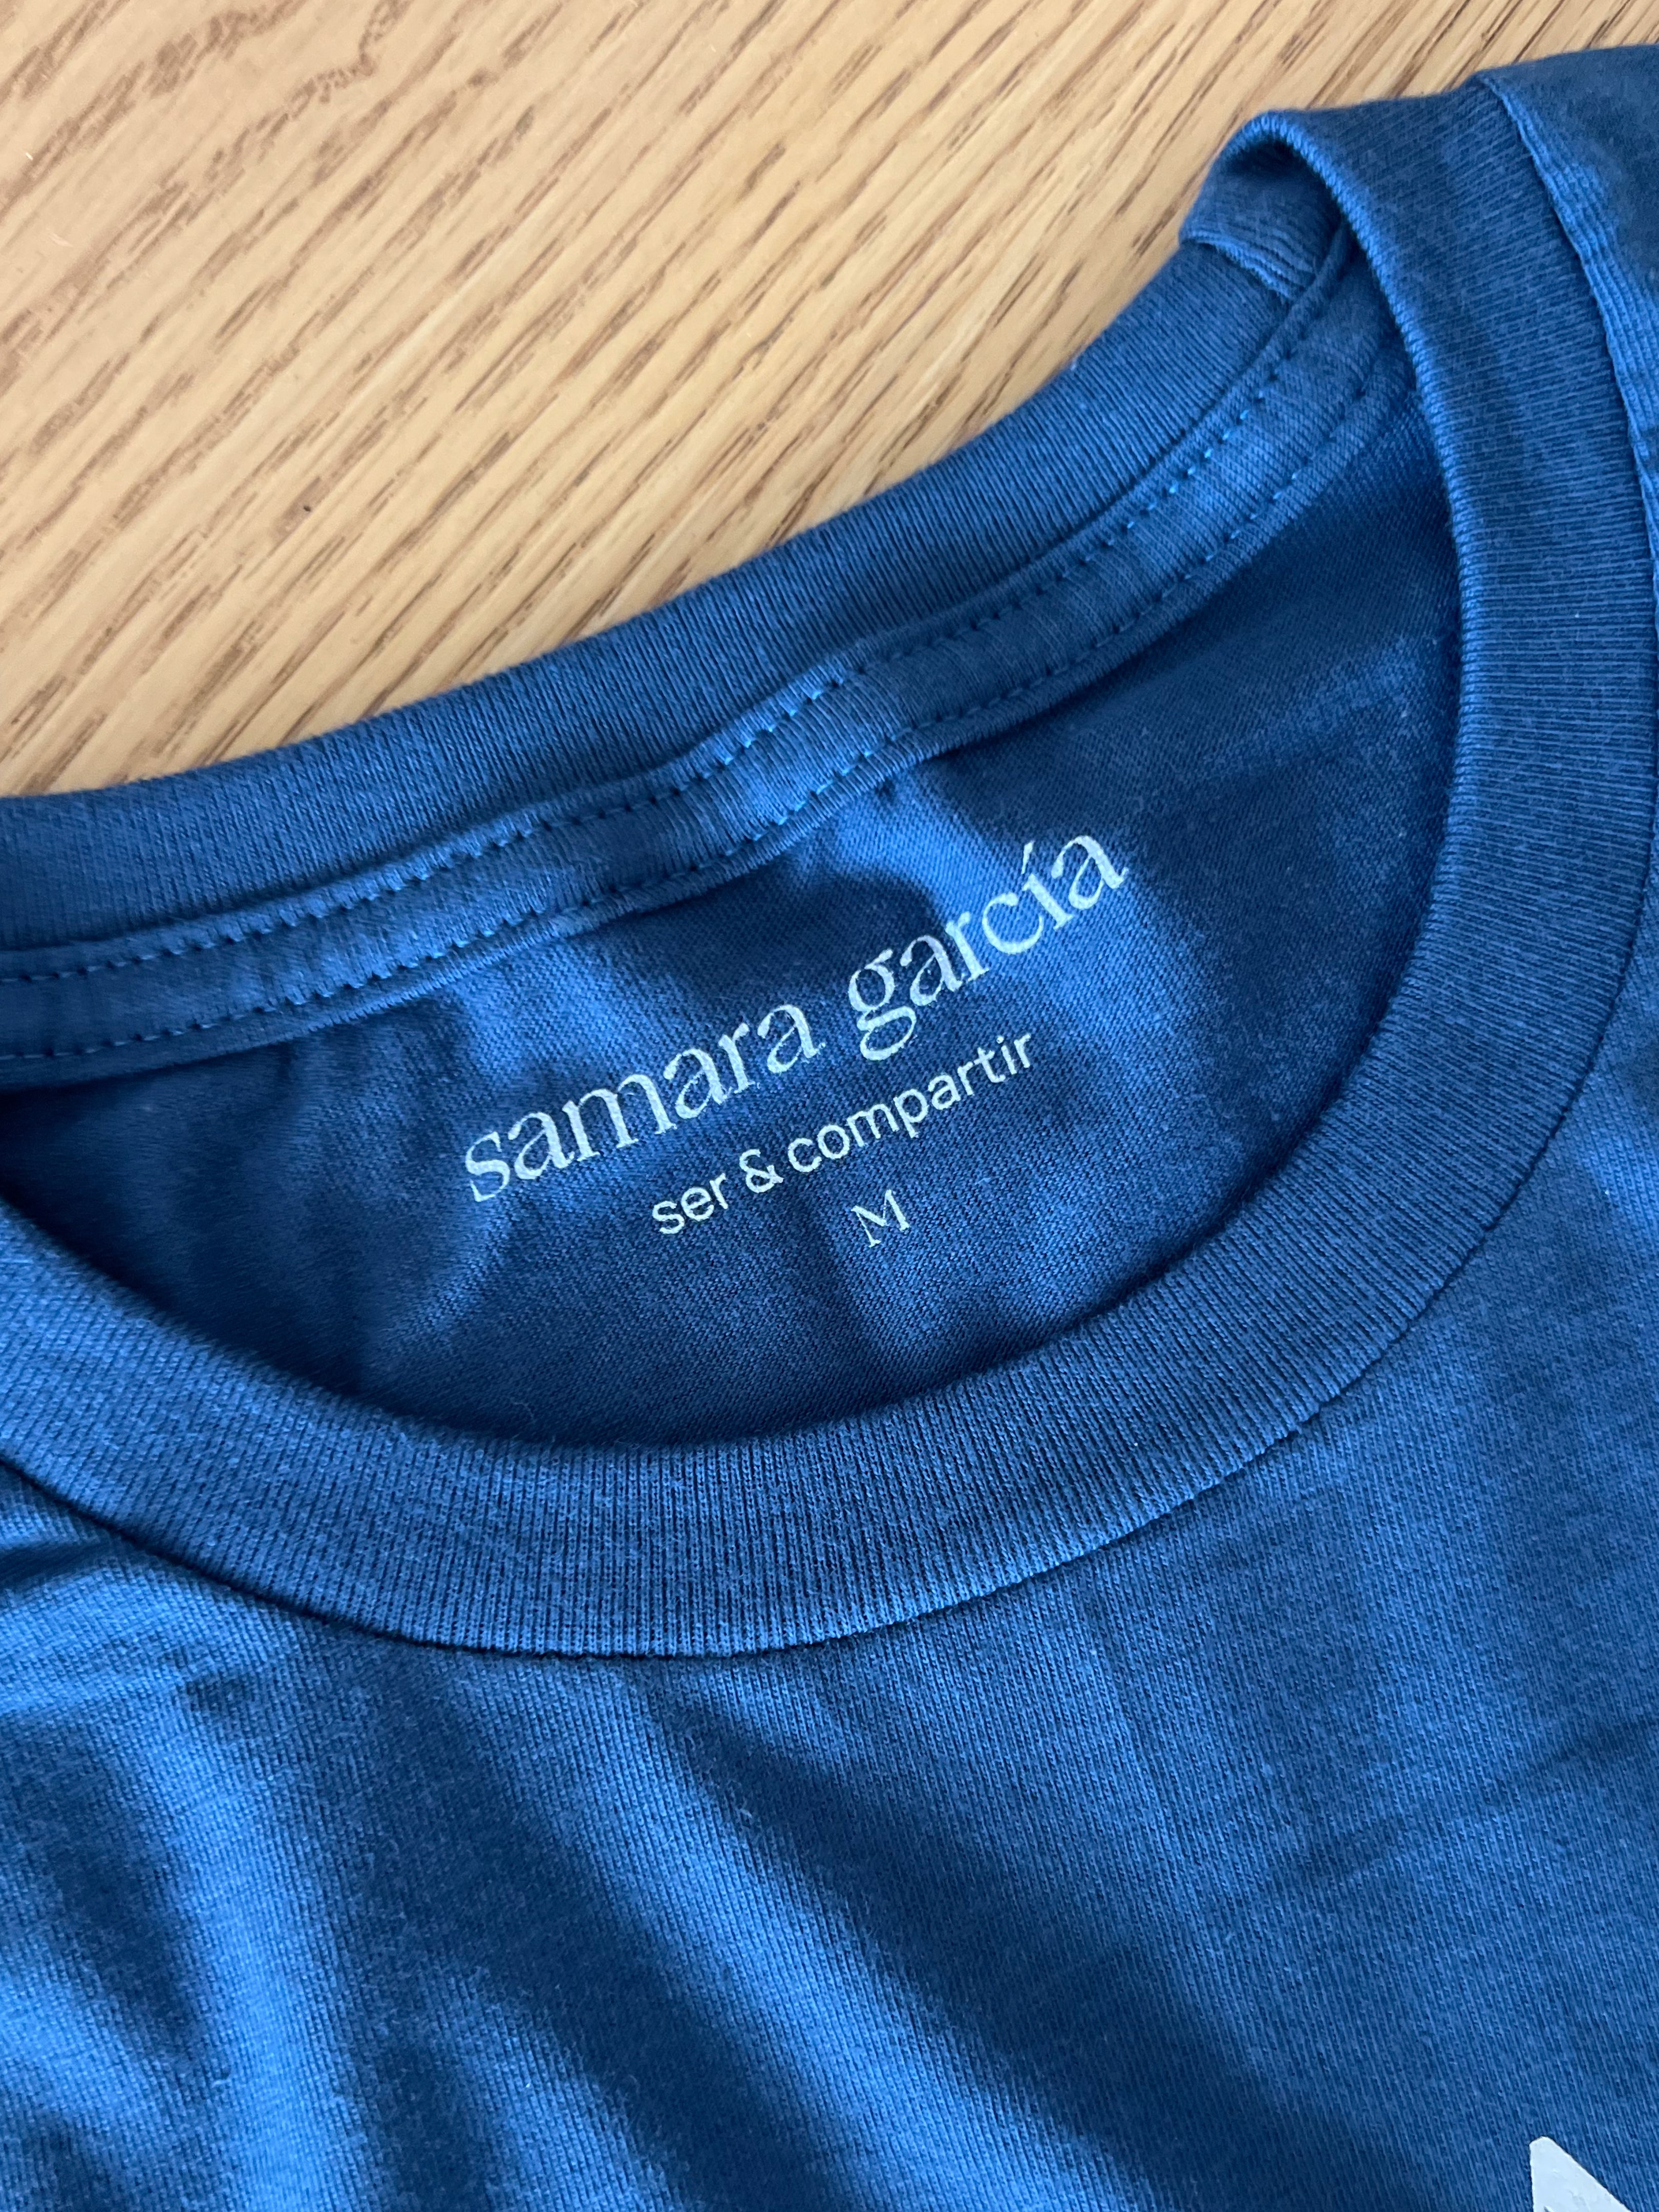 samara garcía
ser & compartir
M